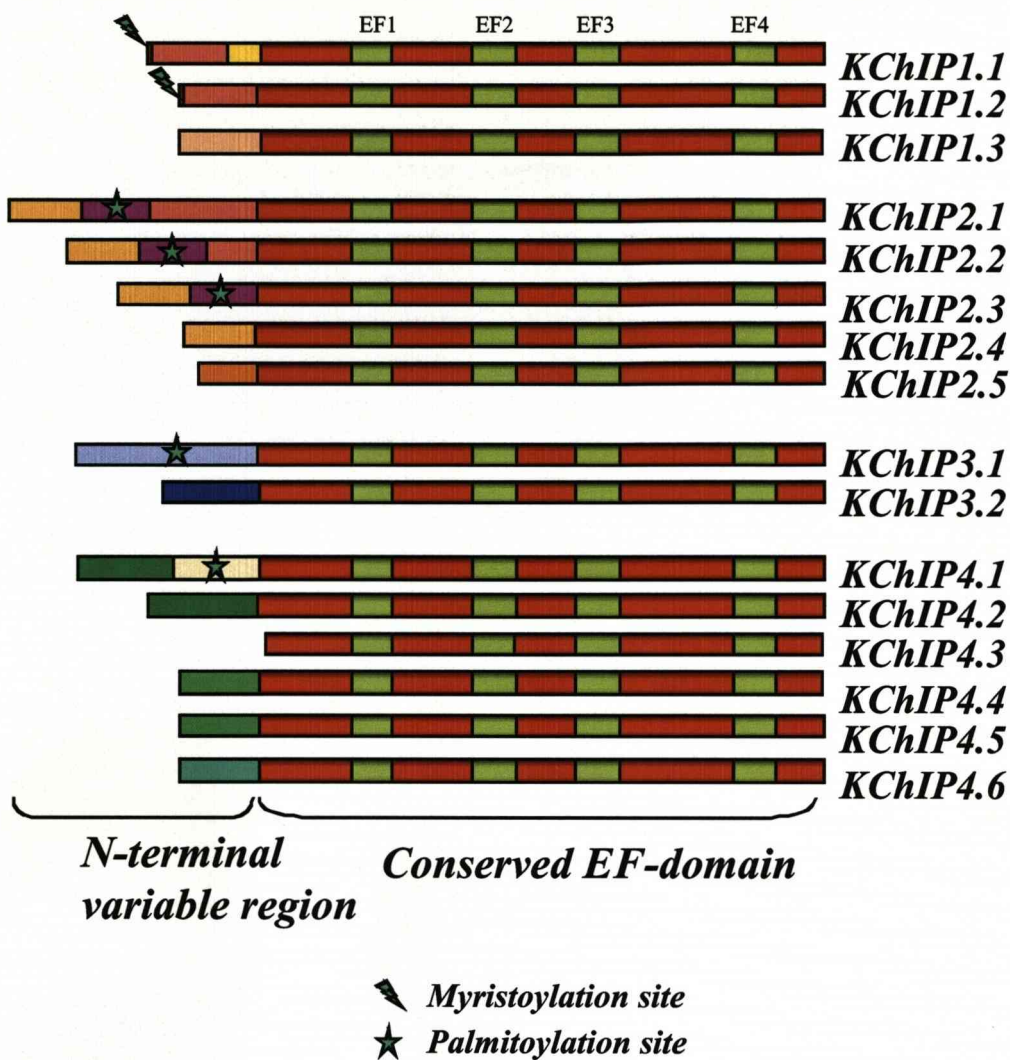 EF1 EF2 EF3 EF4
KChIP1.1
KChIP1.2
KChIP1.3
KChIP2.1
KChIP2.2
KChIP2.3
KChIP2.4
KChIP2.5
KChIP3.1
KChIP3.2
KChIP4.1
KChIP4.2
KChIP4.3
KChIP4.4
KChIP4.5
KChIP4.6
N-terminal
variable region
Conserved EF-domain
Myristoylation site
Palmitoylation site